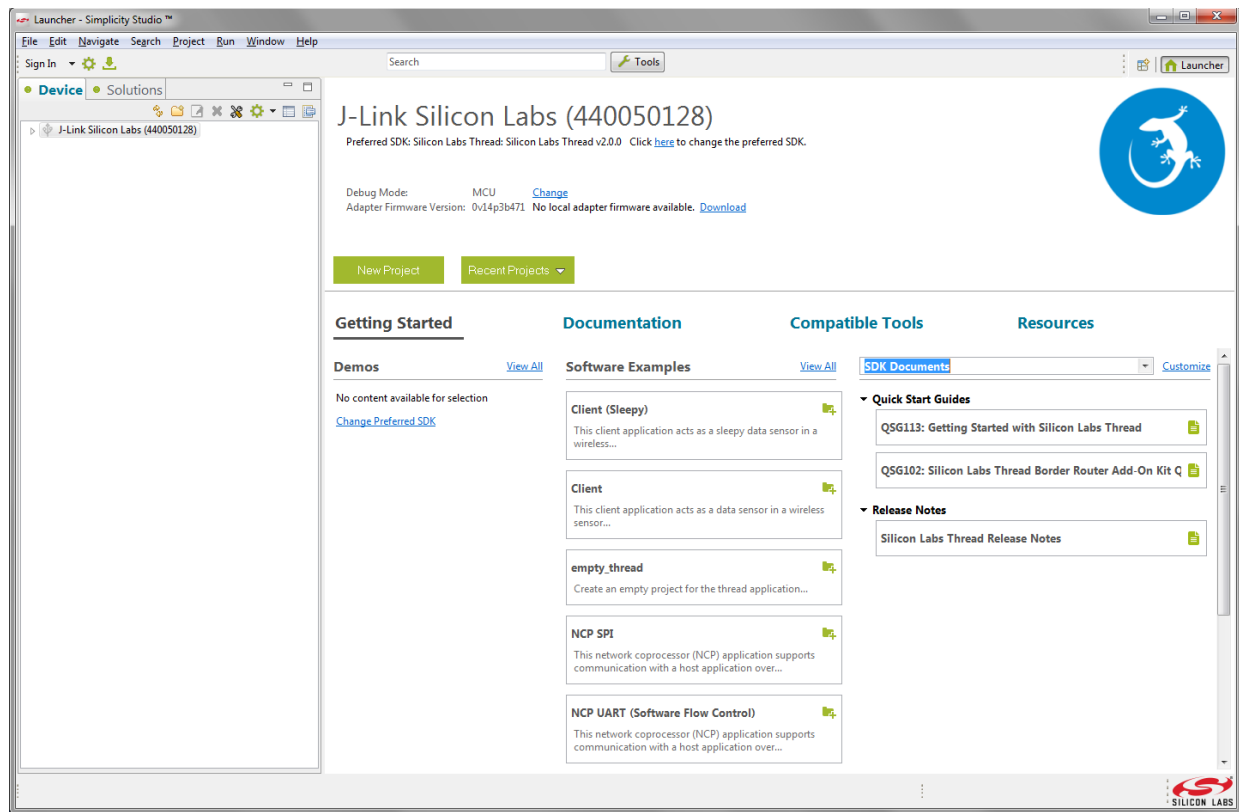 Launcher - Simplicity Studio ™
File Edit Navigate Search Project Run Window Help
Sign In
Search
Tools
Launcher
Device
Solutions
J-Link Silicon Labs (440050128)
J-Link Silicon Labs (440050128)
Preferred SDK: Silicon Labs Thread: Silicon Labs Thread v2.0.0 Click here to change the preferred SDK.
Debug Mode: MCU Change
Adapter Firmware Version: 0v14p3b471 No local adapter firmware available. Download
New Project
Recent Projects
Getting Started
Documentation
Compatible Tools
Resources
Demos
View All
No content available for selection
Change Preferred SDK
Software Examples
View All
Client (Sleepy)
This client application acts as a sleepy data sensor in a
wireless...
Client
This client application acts as a data sensor in a wireless
sensor...
empty_thread
Create an empty project for the thread application...
NCP SPI
This network coprocessor (NCP) application supports
communication with a host application over...
NCP UART (Software Flow Control)
This network coprocessor (NCP) application supports
communication with a host application over...
SDK Documents
Customize
Quick Start Guides
QSG113: Getting Started with Silicon Labs Thread
QSG102: Silicon Labs Thread Border Router Add-On Kit Q
Release Notes
Silicon Labs Thread Release Notes
SILICON LABS